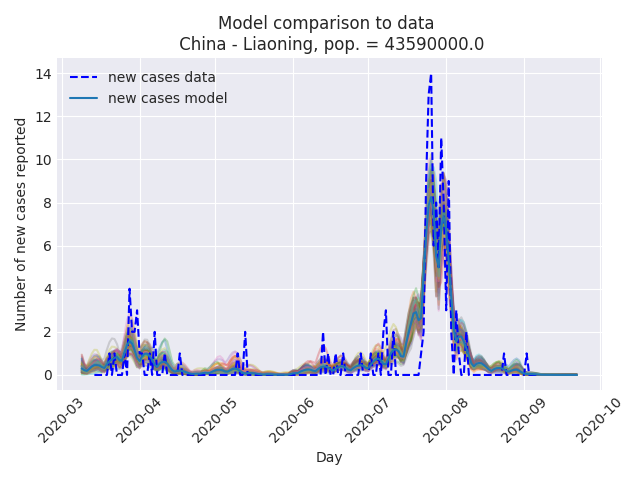 Model comparison to data
China - Liaoning, pop. = 43590000.0
new cases data
new cases model
Number of new cases reported
14
12
10
8
6
4
2
0
2020-03
2020-04
2020-05
2020-06
2020-07
2020-08
2020-09
2020-10
Day